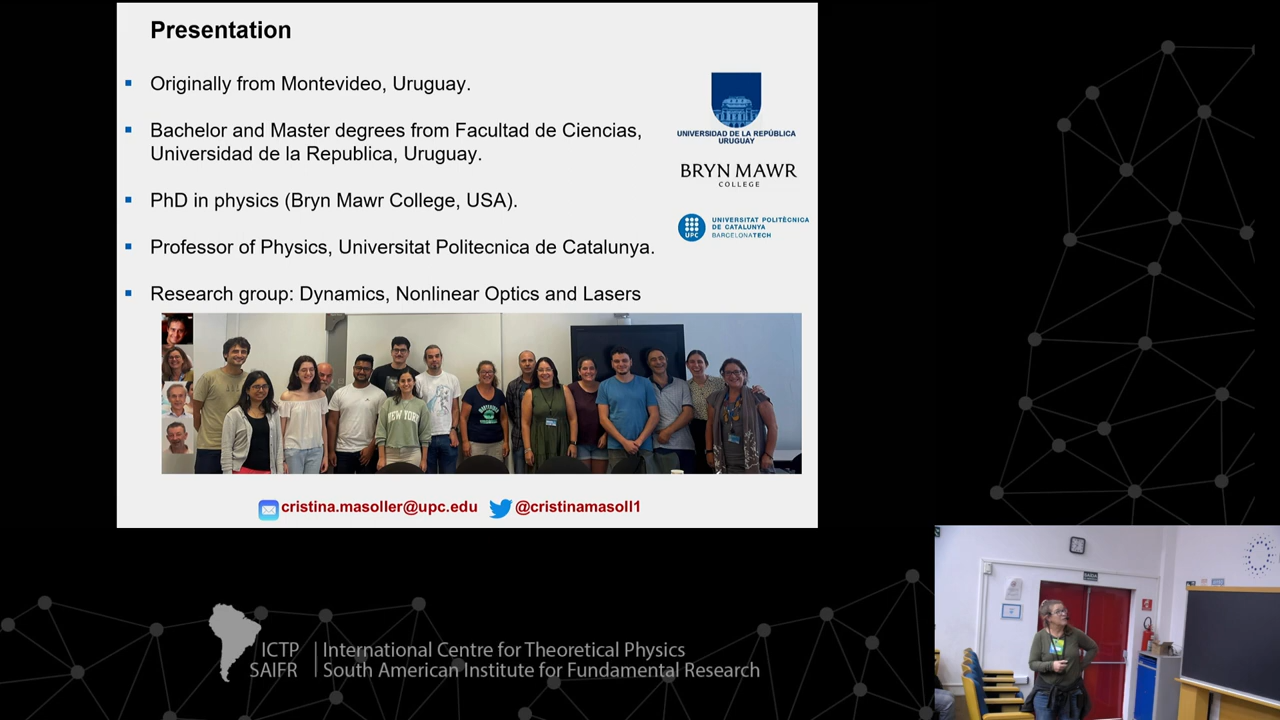 Presentation
Originally from Montevideo, Uruguay.
Bachelor and Master degrees from Facultad de Ciencias,
Universidad de la Republica, Uruguay.
PhD in physics (Bryn Mawr College, USA).
Professor of Physics, Universitat Politecnica de Catalunya.
Research group: Dynamics, Nonlinear Optics and Lasers
UNIVERSIDAD DE LA REPÚBLICA
URUGUAY
BRYN MAWR
COLLEGE
UPC
UNIVERSITAT POLITÈCNICA
DE CATALUNYA
BARCELONATECH
NEW YORK
cristina.masoller@upc.edu
@cristinamasoll1
ICTP
SAIFR
International Centre for Theoretical Physics
South American Institute for Fundamental Research